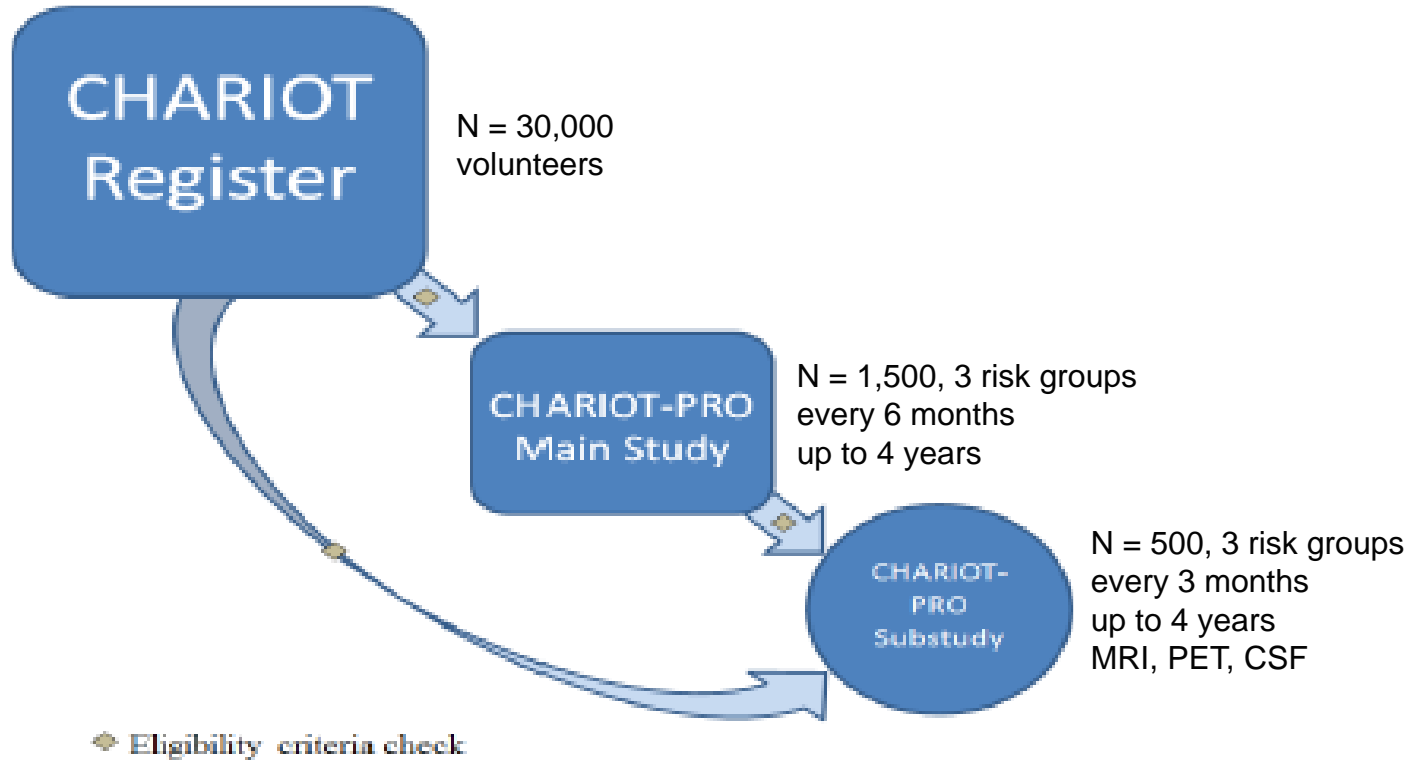 CHARIOT
Register
N = 30,000
volunteers
CHARIOT-PRO
Main Study
N = 1,500, 3 risk groups
every 6 months
up to 4 years
CHARIOT-
PRO
Substudy
N = 500, 3 risk groups
every 3 months
up to 4 years
MRI, PET, CSF
Eligibility criteria check